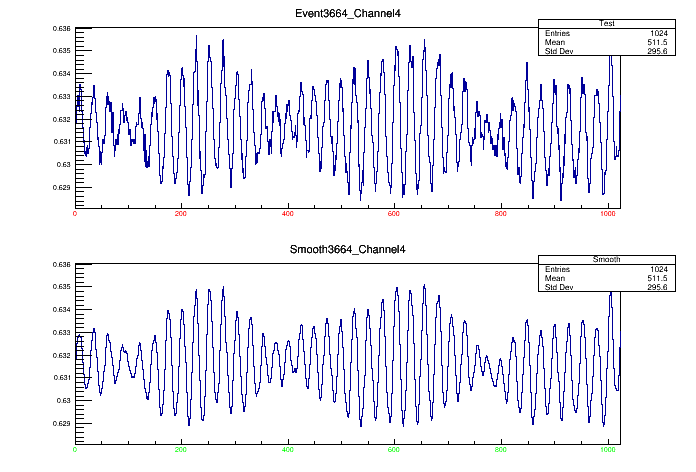 Event3664_Channel4
Test
Entries 1024
Mean 511.5
Std Dev 295.6
0.636
0.635
0.634
0.633
0.632
0.631
0.63
0.629
0 200 400 600 800 1000
Smooth3664_Channel4
Smooth
Entries 1024
Mean 511.5
Std Dev 295.6
0.636
0.635
0.634
0.633
0.632
0.631
0.63
0.629
0 200 400 600 800 1000